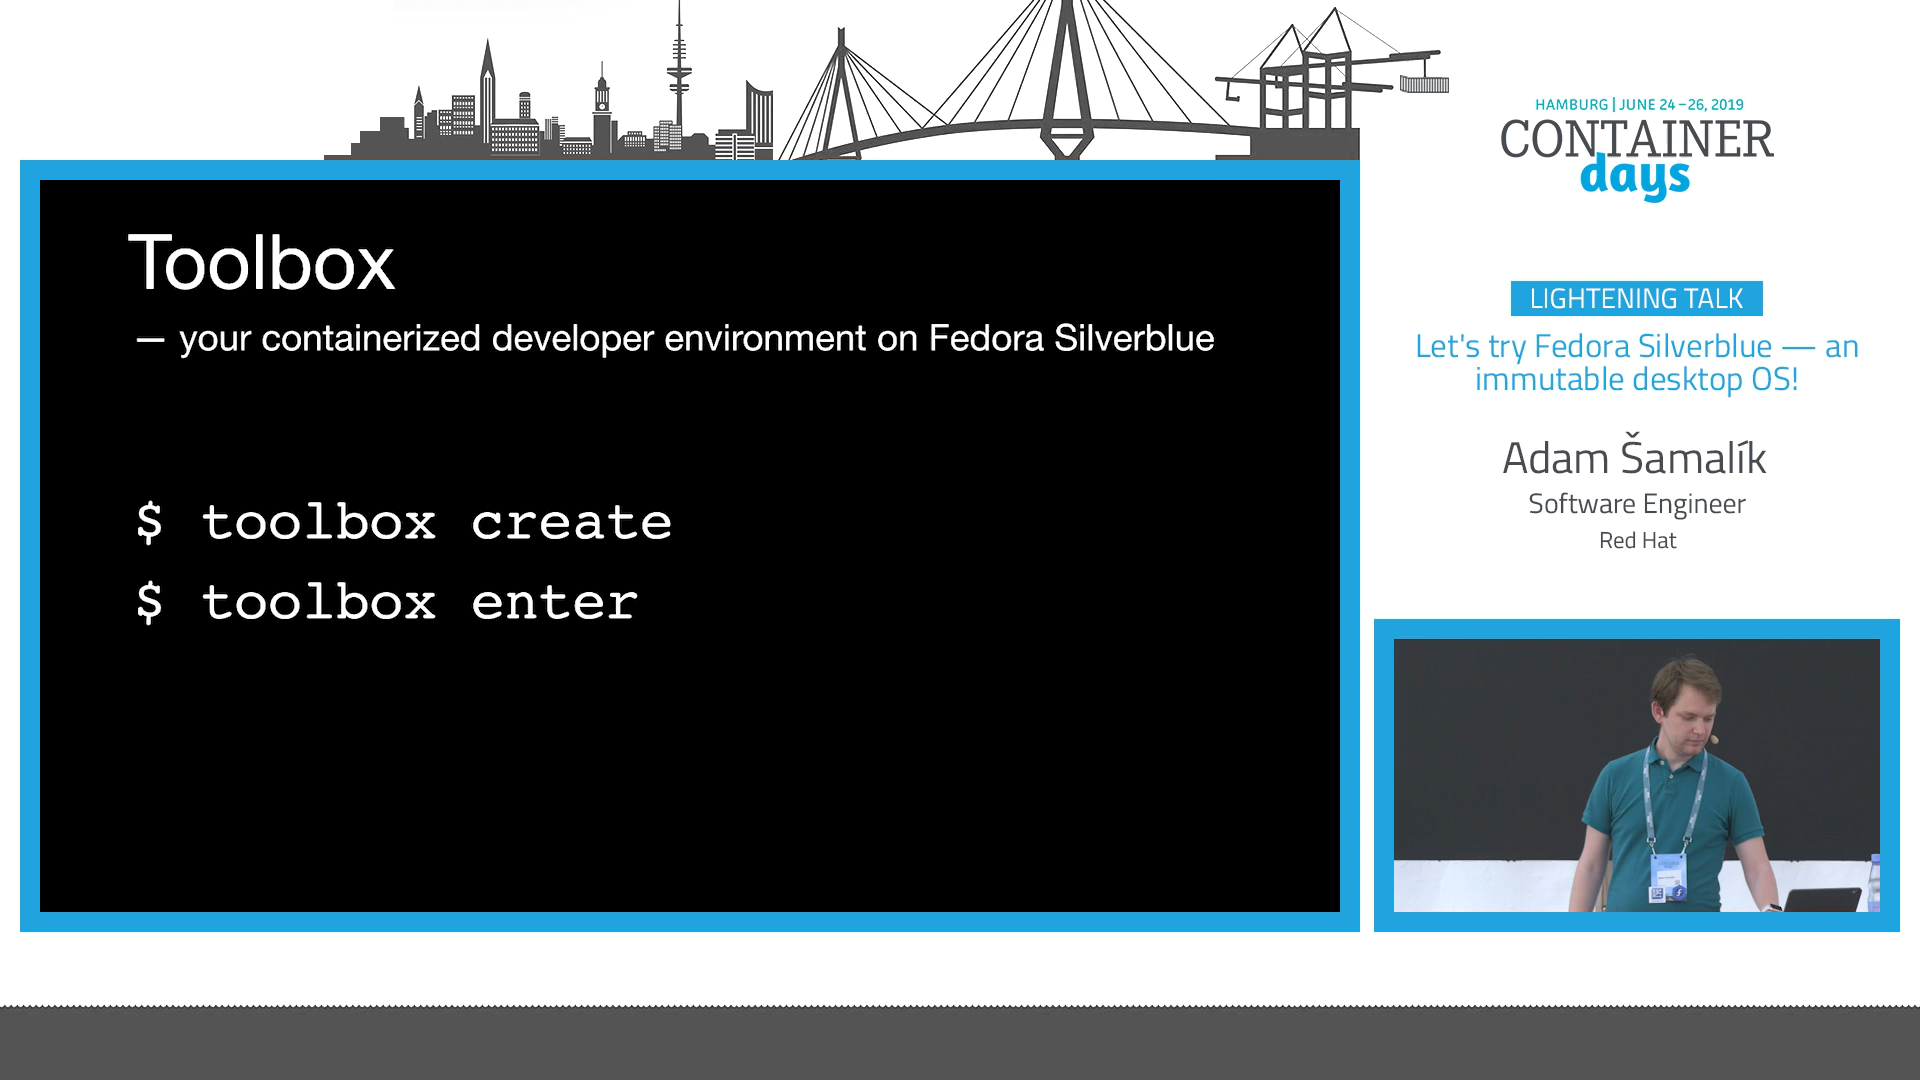 HAMBURG | JUNE 24–26, 2019
CONTAINER
days
Toolbox
— your containerized developer environment on Fedora Silverblue
$ toolbox create
$ toolbox enter
LIGHTENING TALK
Let's try Fedora Silverblue — an
immutable desktop OS!
Adam Šamalík
Software Engineer
Red Hat